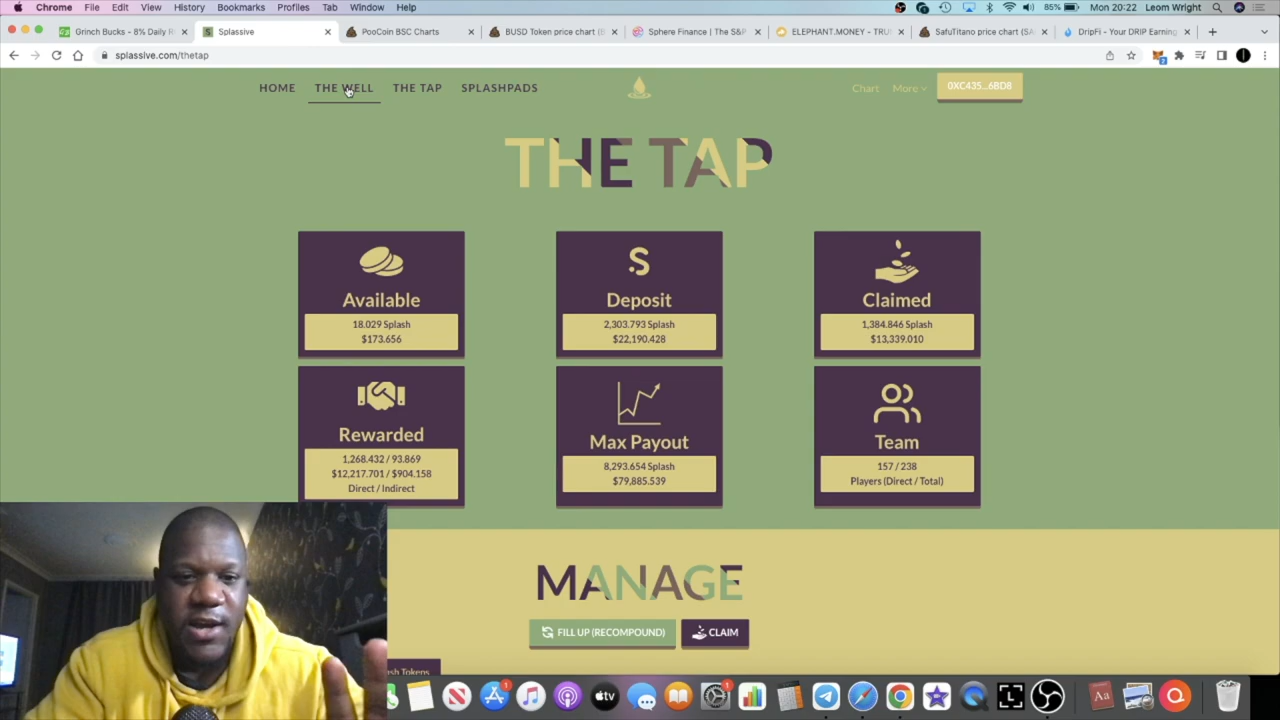 Chrome File Edit View History Bookmarks Profiles Tab Window Help
85% Mon 20:22 Leom Wright
Grinch Bucks - 8% Daily R
Splassive
PooCoin BSC Charts
BUSD Token price chart (
Sphere Finance | The S&P
ELEPHANT.MONEY - TRU
SafuTitano price chart (SA
DripFi - Your DRIP Earning
splassive.com/thetap
HOME THE WELL THE TAP SPLASHPADS Chart More 0XC435...6BD8
THE TAP
Available
18.029 Splash
$173.656
Deposit
2,303.793 Splash
$22,190.428
Claimed
1,384.846 Splash
$13,339.010
Rewarded
1,268.432 / 93.869
$12,217.701 / $904.158
Direct / Indirect
Max Payout
8,293.654 Splash
$79,885.539
Team
157 / 238
Players (Direct / Total)
MANAGE
FILL UP (RECOMPOUND) CLAIM
Tokens